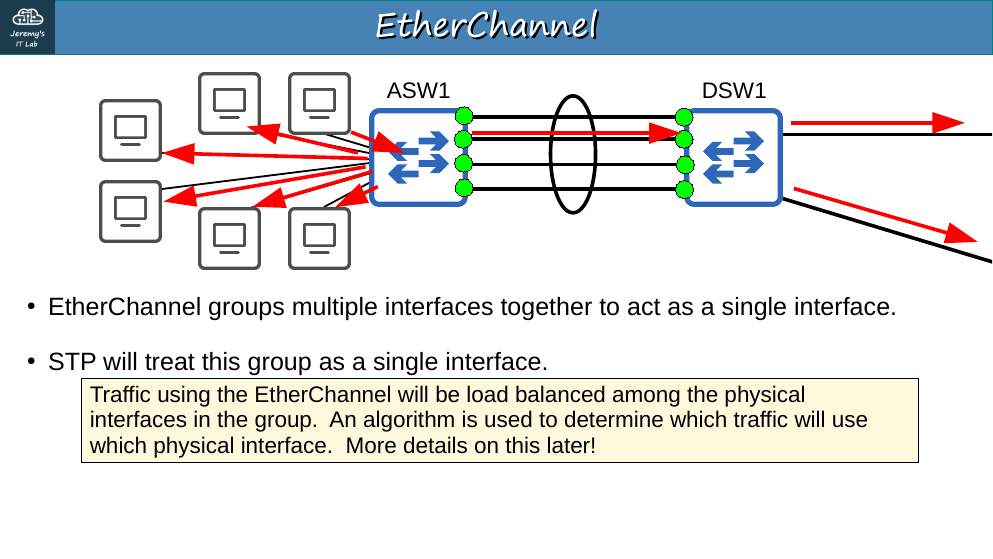 Jeremy's
IT Lab
EtherChannel
ASW1
DSW1
• EtherChannel groups multiple interfaces together to act as a single interface.
• STP will treat this group as a single interface.
Traffic using the EtherChannel will be load balanced among the physical
interfaces in the group.  An algorithm is used to determine which traffic will use
which physical interface.  More details on this later!